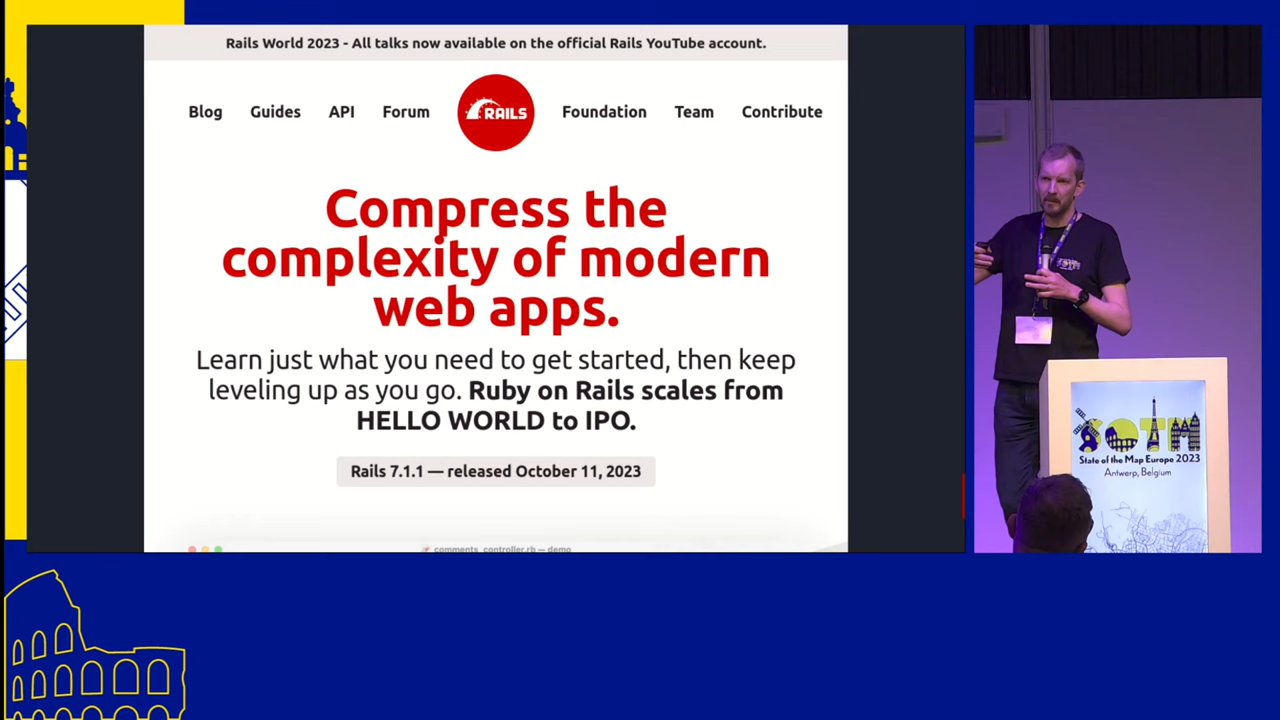 Rails World 2023 - All talks now available on the official Rails YouTube account.
Blog Guides API Forum RAILS Foundation Team Contribute
Compress the
complexity of modern
web apps.
Learn just what you need to get started, then keep
leveling up as you go. Ruby on Rails scales from
HELLO WORLD to IPO.
Rails 7.1.1 — released October 11, 2023
comments_controller.rb — demo
SOTM
State of the Map Europe 2023
Antwerp, Belgium